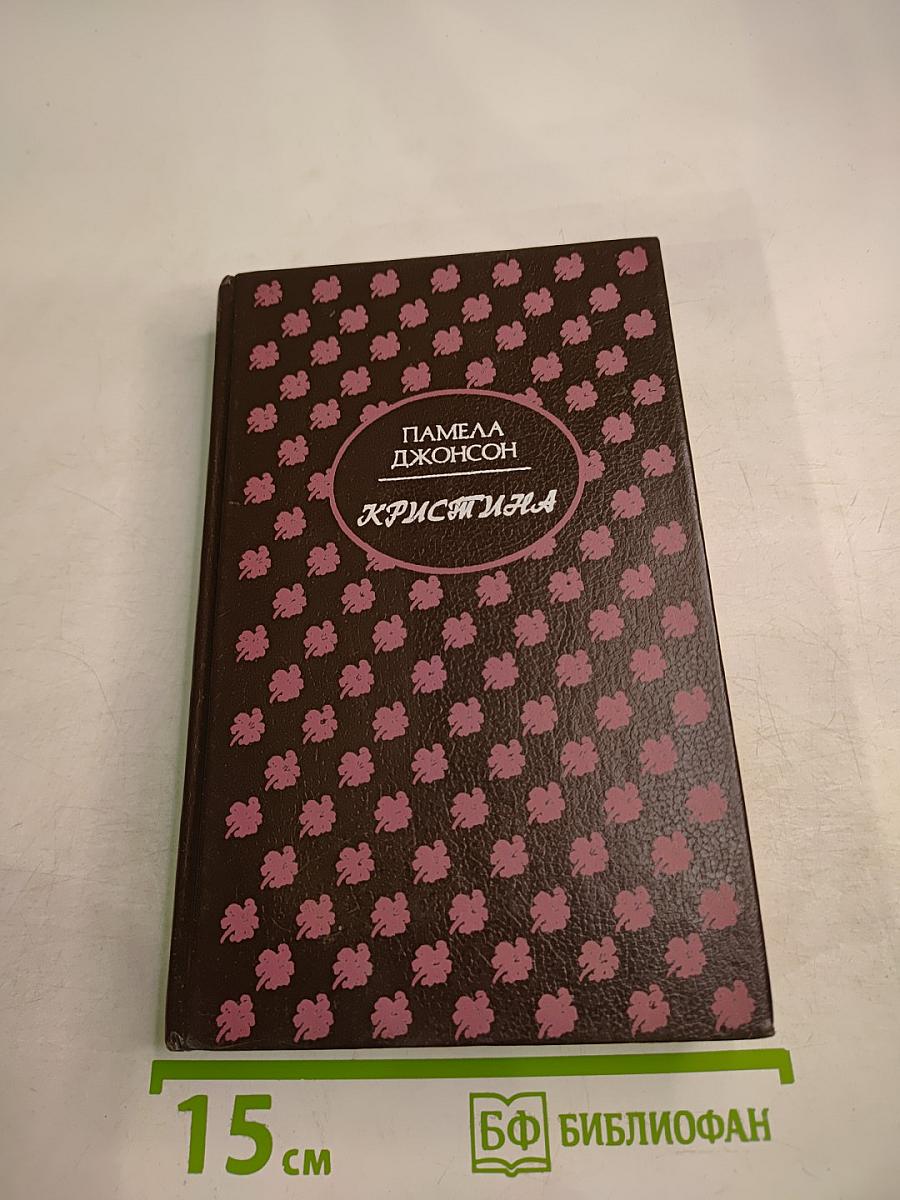 ПАМЕЛА
ДЖОНСОН
КРИСТИНА
15 см
БФ БИБЛИОФАН